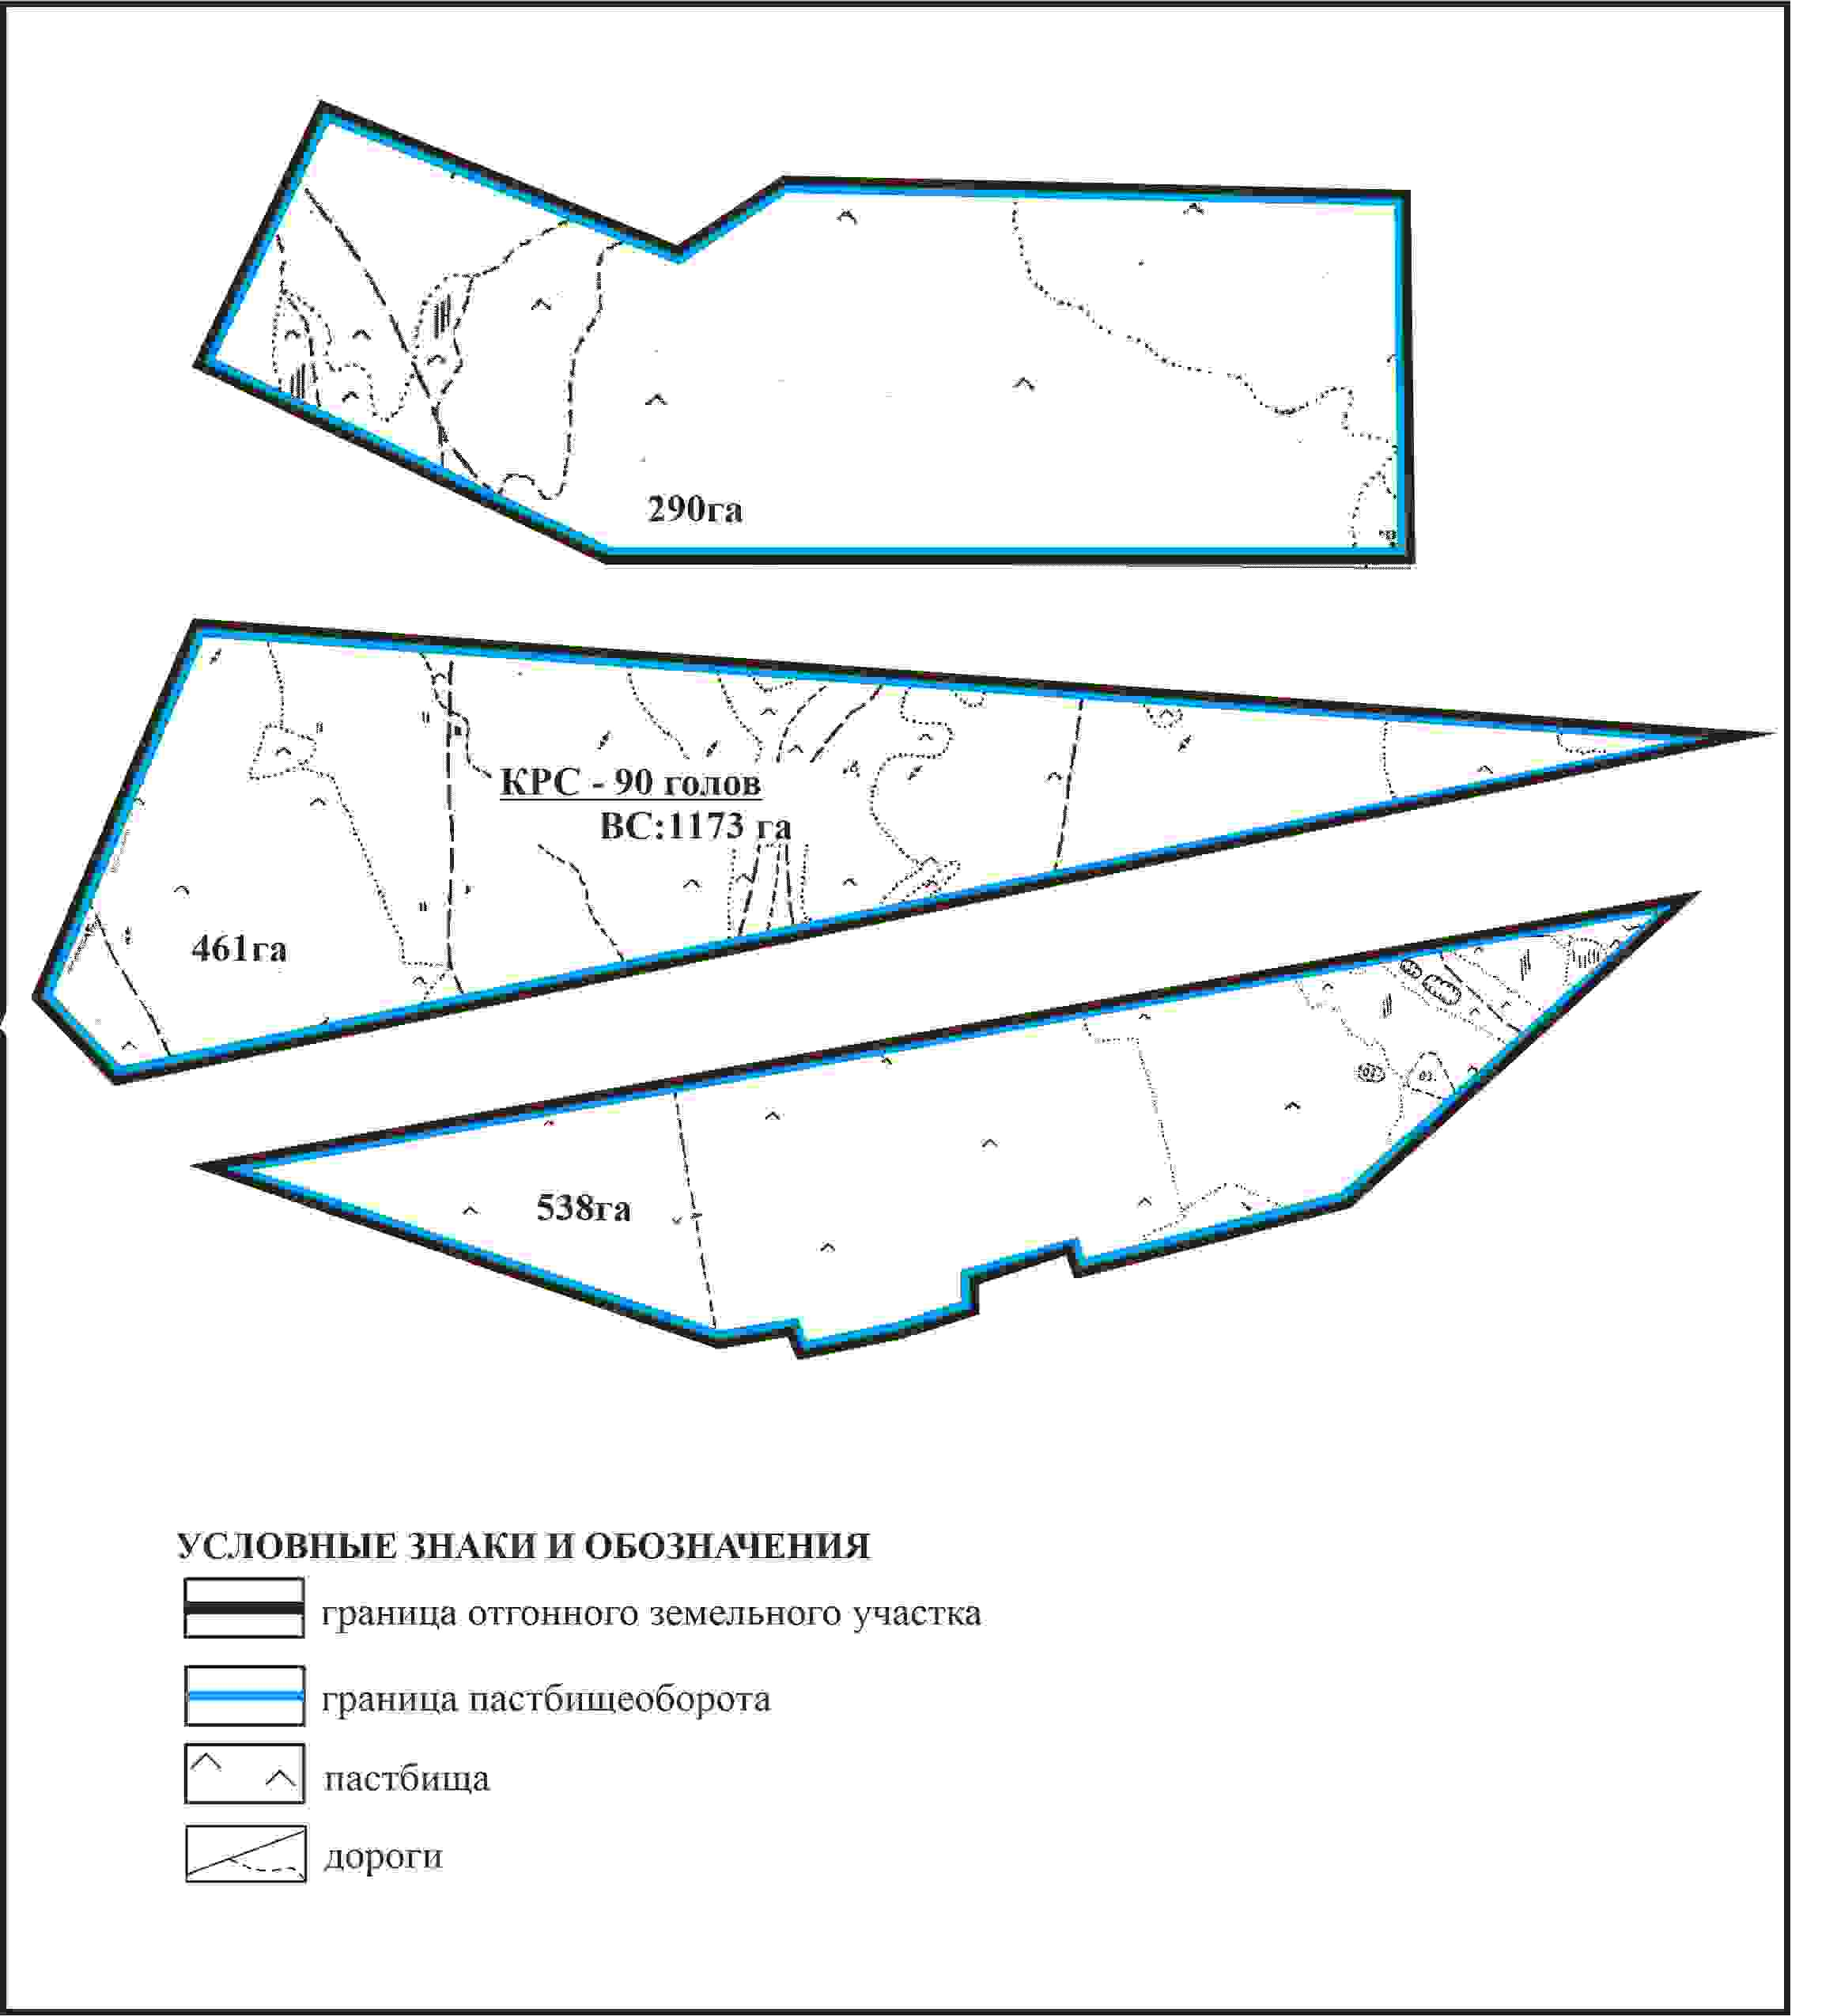 290га
КРС - 90 голов
ВС:1173 га
461га
538га
УСЛОВНЫЕ ЗНАКИ И ОБОЗНАЧЕНИЯ
граница отгонного земельного участка
граница пастбищеоборота
пастбища
дороги